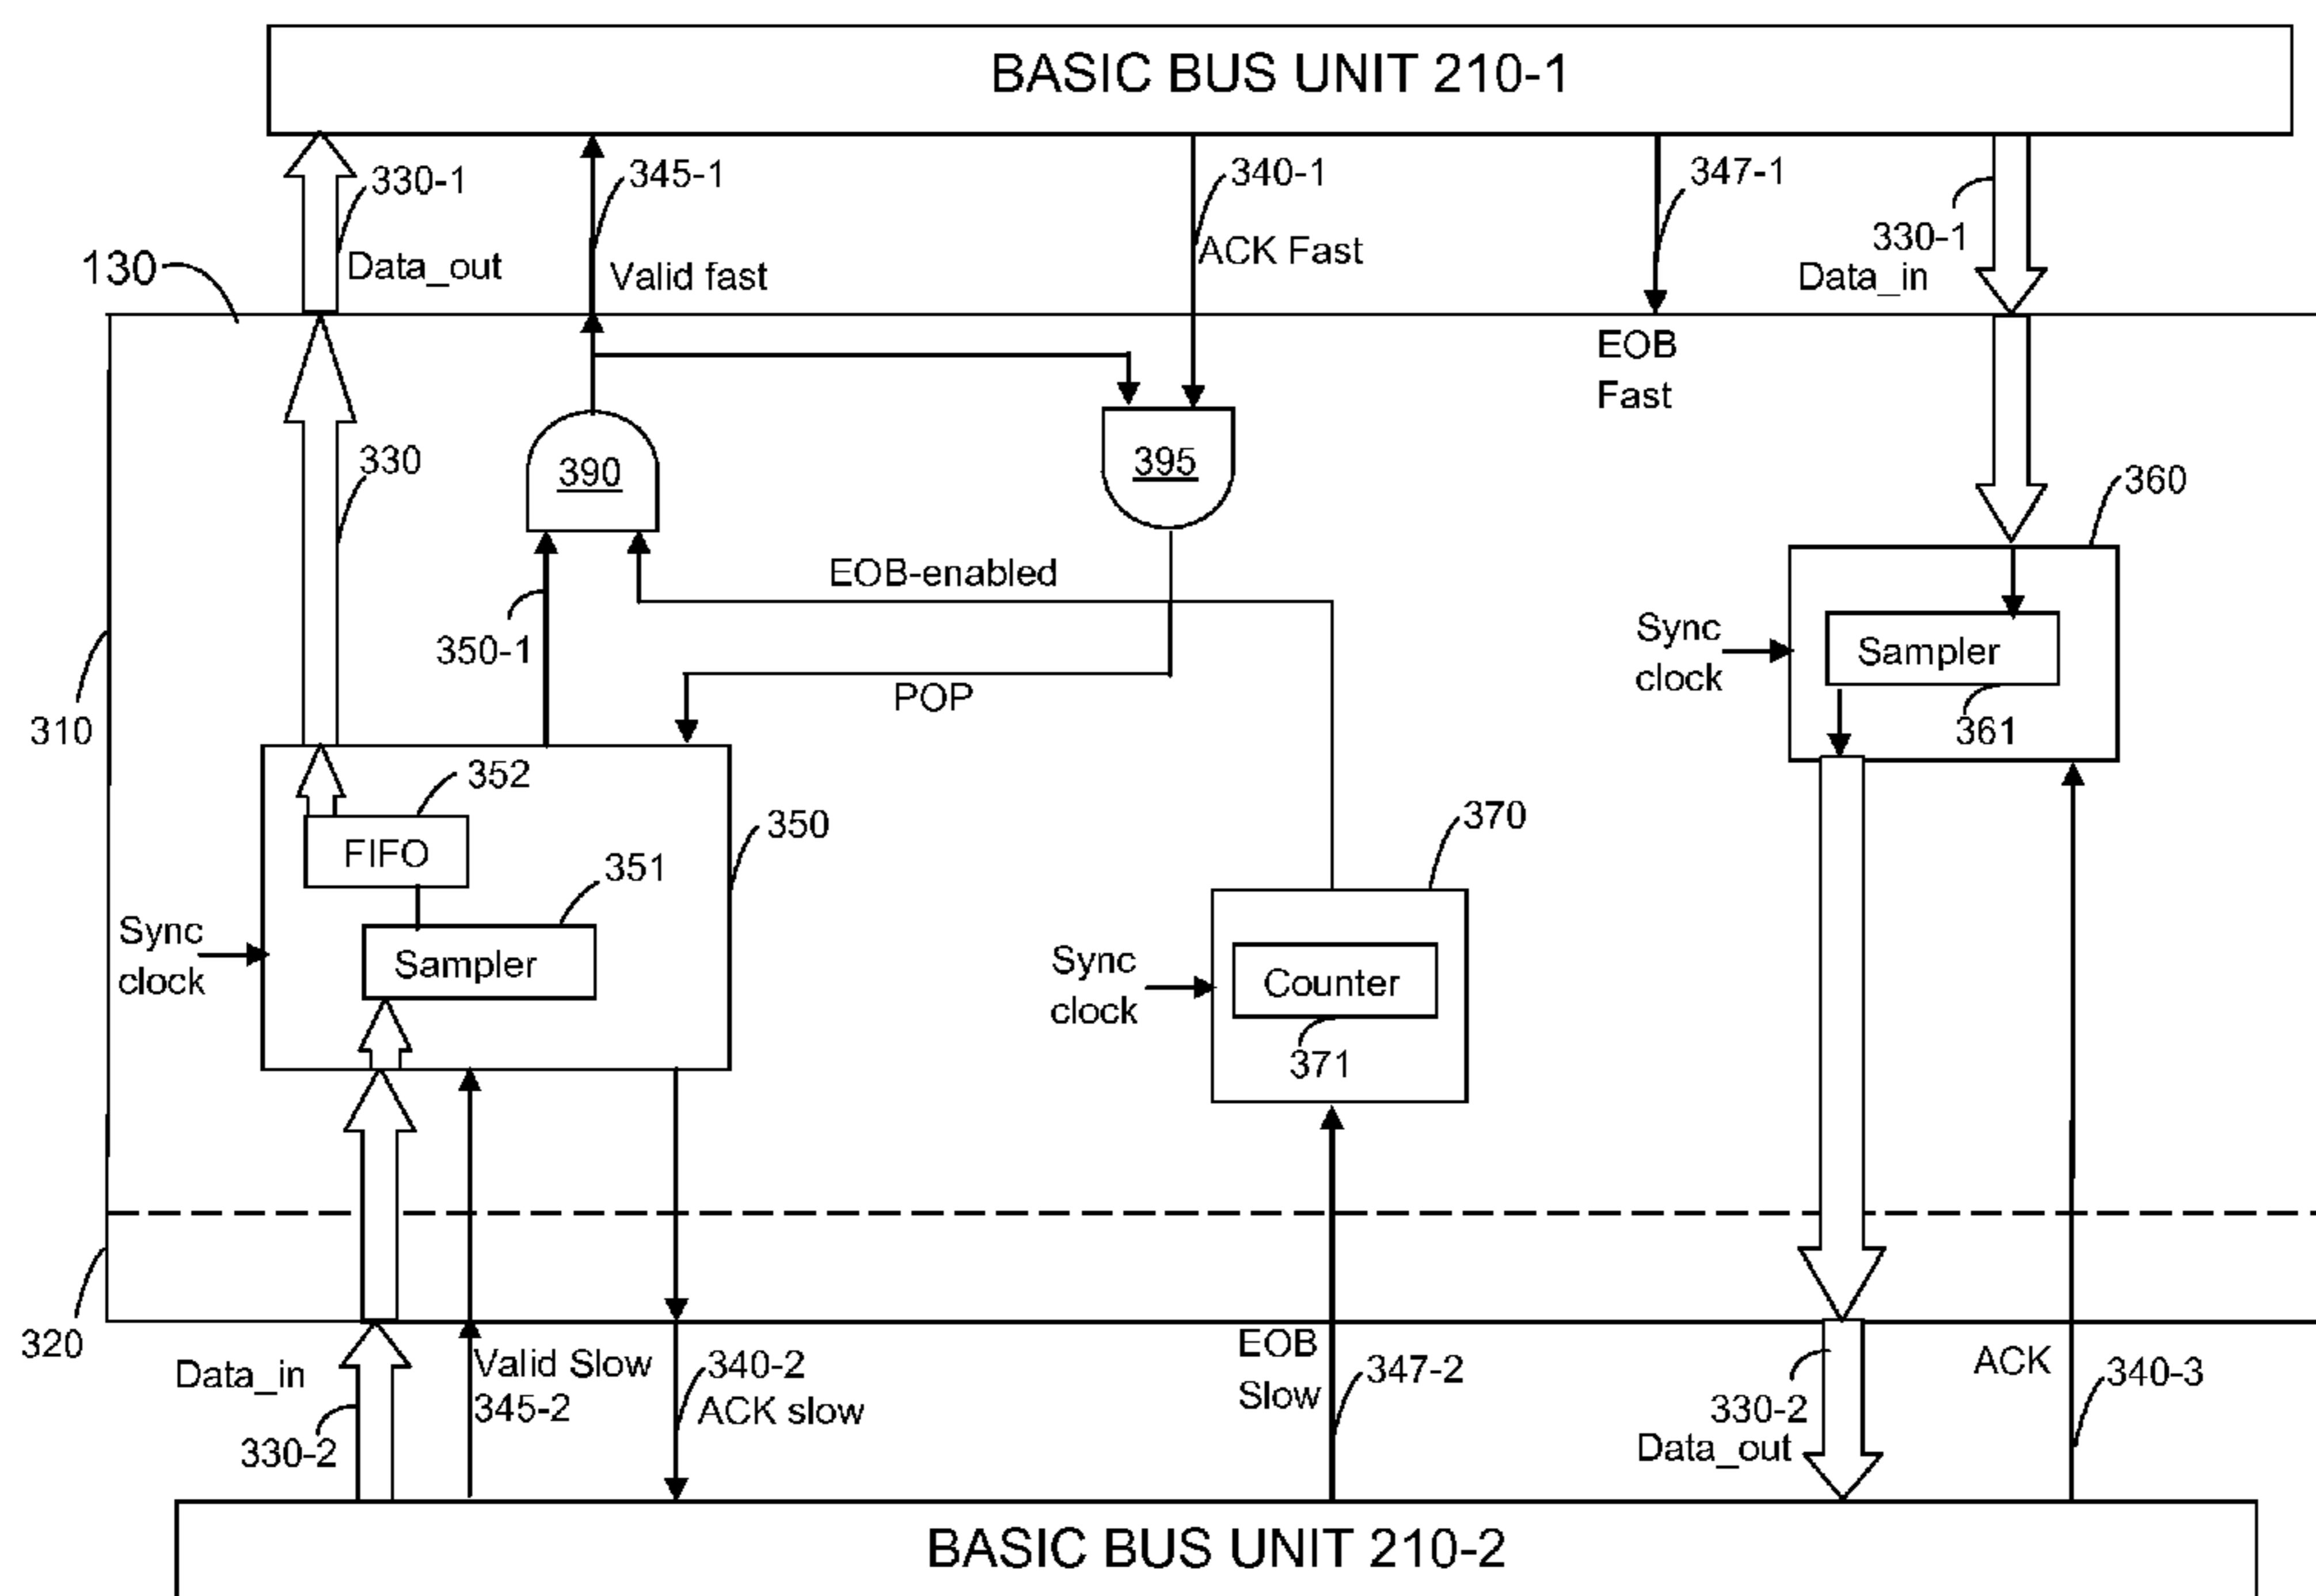 BASIC BUS UNIT 210-1
330-1
345-1
340-1
347-1
330-1
130
Data_out
Valid fast
ACK Fast
Data_in
EOB
Fast
330
390
395
360
EOB-enabled
350-1
Sync
clock
Sampler
361
POP
310
352
350
370
FIFO
351
Sync
clock
Sampler
Sync
clock
Counter
371
320
Data_in
330-2
Valid Slow
345-2
340-2
ACK slow
EOB
Slow
347-2
330-2
Data_out
ACK
340-3
BASIC BUS UNIT 210-2